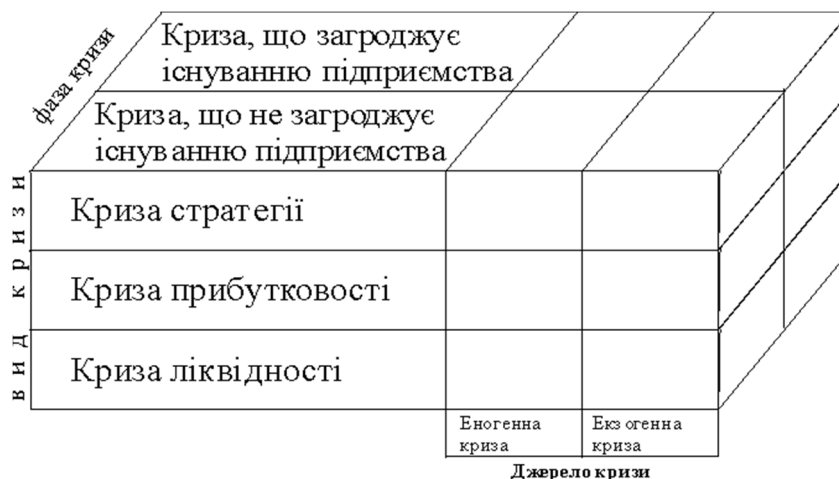 фаза кризи
Криза, що загроджує
існуванню підприємства
Криза, що не загроджує
існуванню підприємства
вид кризи
Криза стратегії
Криза прибутковості
Криза ліквідності
Еногенна
криза
Екзогенна
криза
Джерело кризи